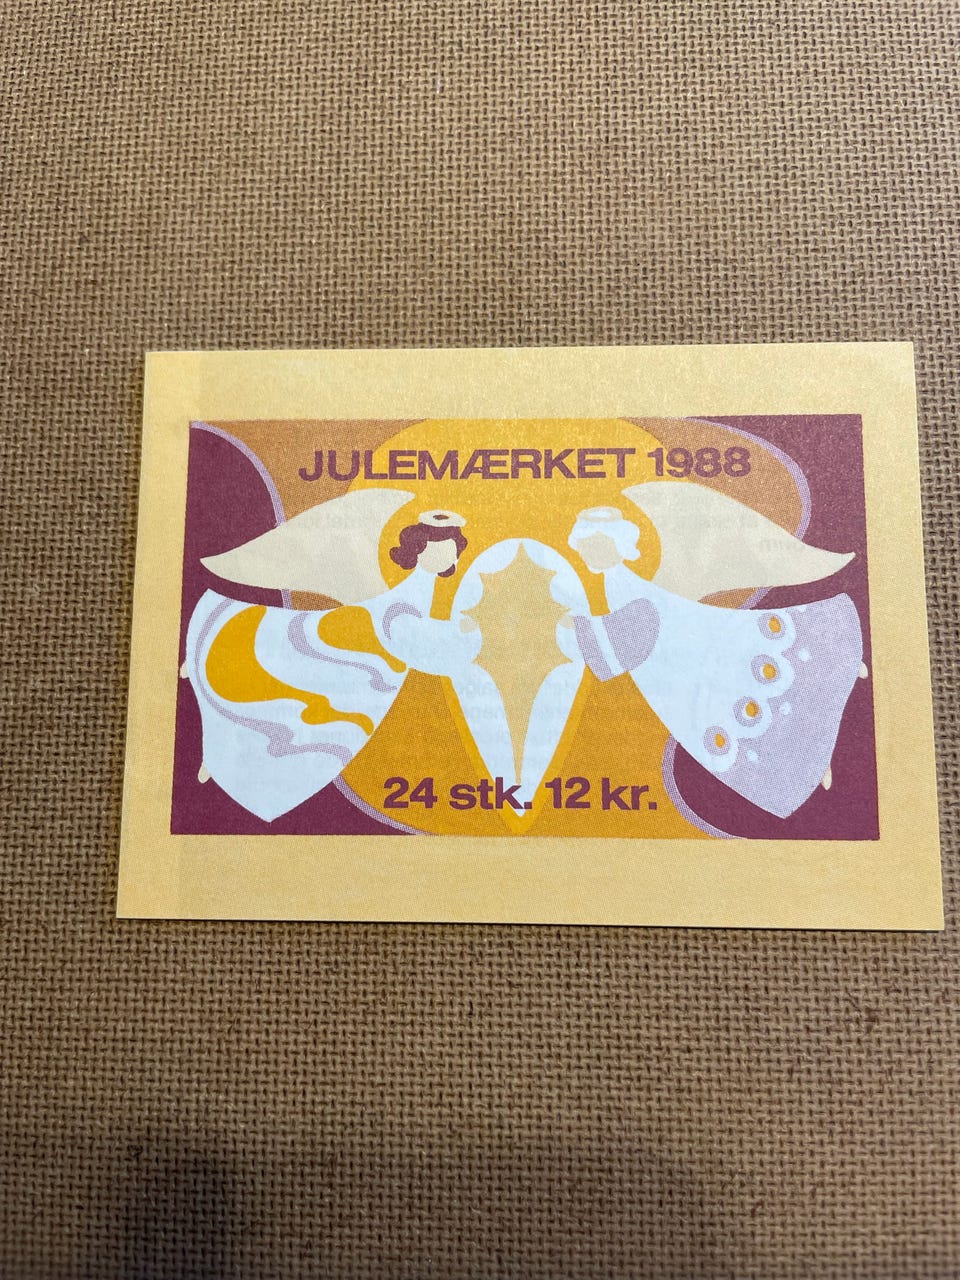 JULEMÆRKET 1988
24 stk. 12 kr.